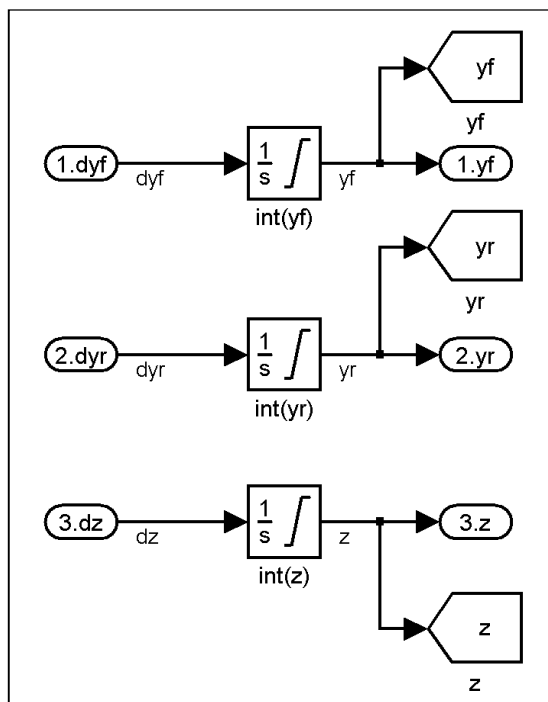 yf
yf
1.dyf
dyf
1
s
yf
1.yf
int(yf)
yr
yr
2.dyr
dyr
1
s
yr
2.yr
int(yr)
3.dz
dz
1
s
z
3.z
int(z)
z
z